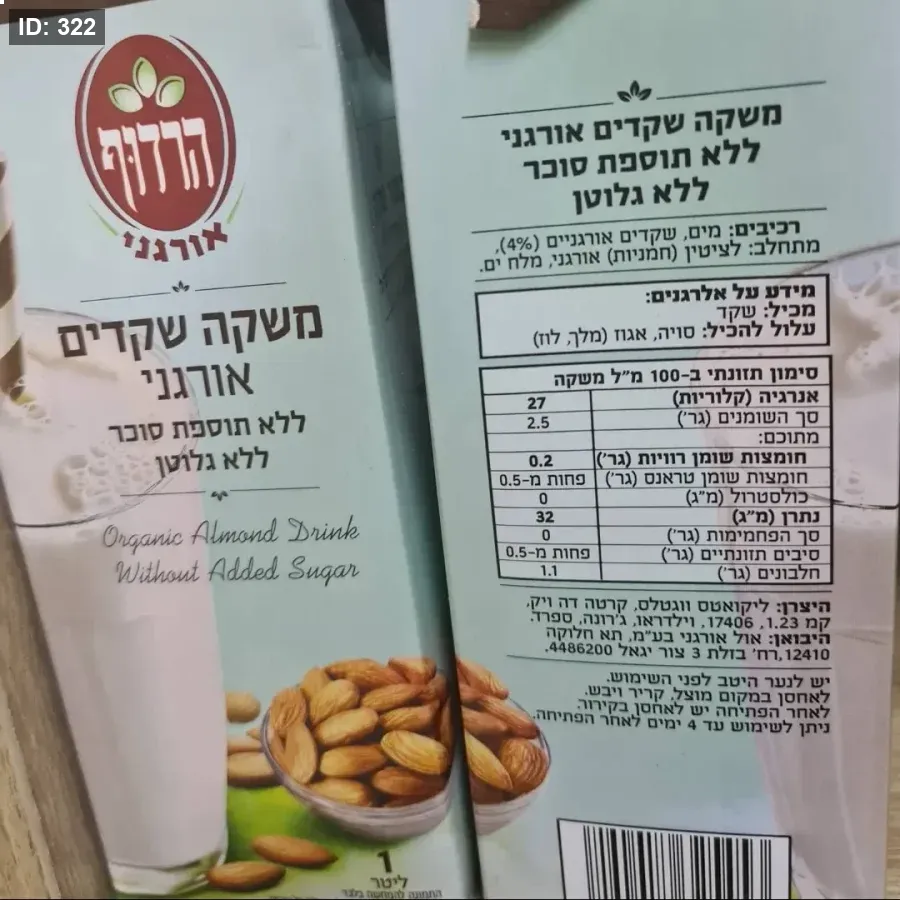 ID: 322
הרדוף
אורגני
משקה שקדים
אורגני
ללא תוספת סוכר
ללא גלוטן
Organic Almond Drink
Without Added Sugar
1
ליטר
התמונה להמחשה בלבד
משקה שקדים אורגני
ללא תוספת סוכר
ללא גלוטן
רכיבים: מים, שקדים אורגניים (4%),
מתחלב: לציטין (חמניות) אורגני, מלח ים.
מידע על אלרגנים:
מכיל: שקד
עלול להכיל: סויה, אגוז (מלך, לוז)
סימון תזונתי ב-100 מ"ל משקה
אנרגיה (קלוריות) 27
סך השומנים (גר') 2.5
מתוכם:
חומצות שומן רוויות (גר') 0.2
חומצות שומן טראנס (גר') פחות מ-0.5
כולסטרול (מ"ג) 0
נתרן (מ"ג) 32
סך הפחמימות (גר') 0
סיבים תזונתיים (גר') פחות מ-0.5
חלבונים (גר') 1.1
היצרן: ליקואטס ווגטלס, קרטה דה ויק,
קמ 1.23, 17406, וילדראו, ג'רונה, ספרד.
היבואן: אול אורגני בע"מ, תא חלוקה
12410, רח' בזלת 3 צור יגאל 4486200.
יש לנער היטב לפני השימוש.
לאחסן במקום מוצל, קריר ויבש.
לאחר הפתיחה יש לאחסן בקירור.
ניתן לשימוש עד 4 ימים לאחר הפתיחה.